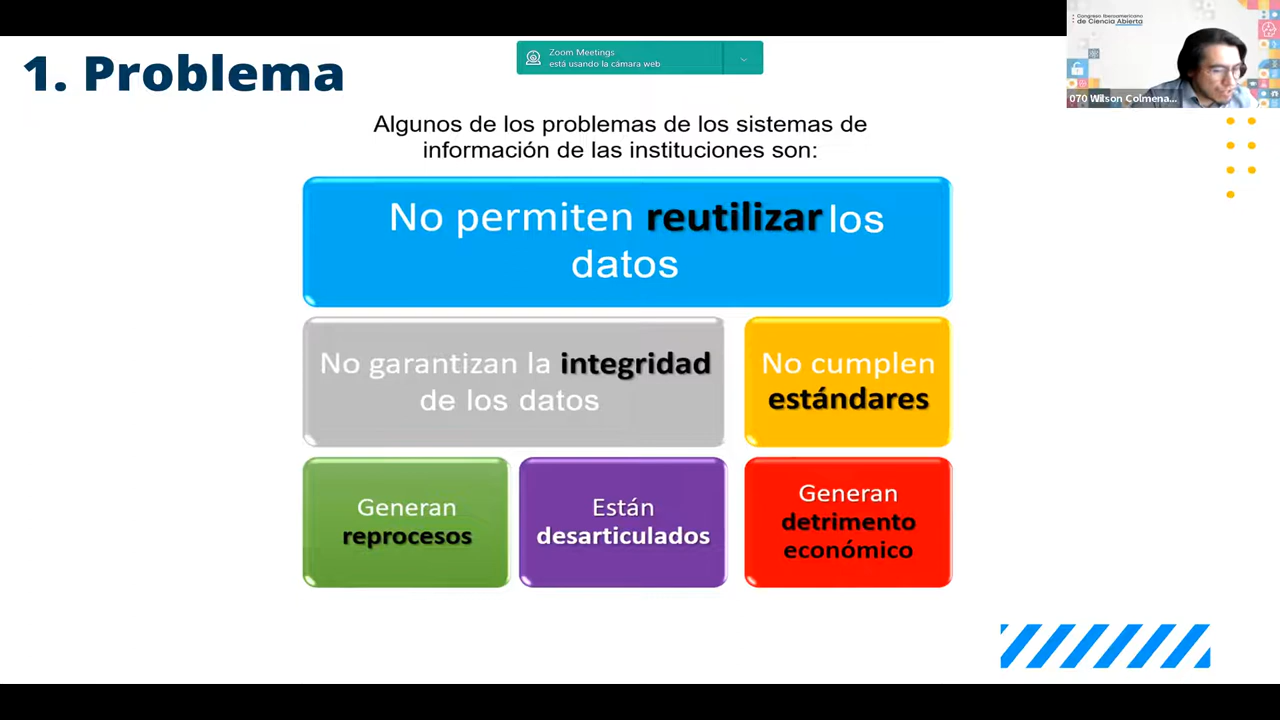 1. Problema
Zoom Meetings
está usando la cámara web
Congreso Iberoamericano
de Ciencia Abierta
070 Wilson Colmena...
Algunos de los problemas de los sistemas de
información de las instituciones son:
No permiten reutilizar los
datos
No garantizan la integridad
de los datos
No cumplen
estándares
Generan
reprocesos
Están
desarticulados
Generan
detrimento
económico